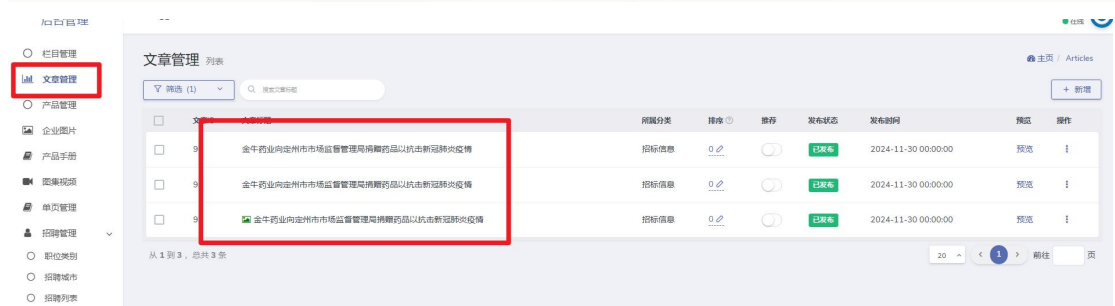 后台管理
在线
栏目管理
文章管理
产品管理
企业图片
产品手册
图集视频
单页管理
招聘管理
职位类别
招聘城市
招聘列表
文章管理 列表
主页 / Articles
筛选 (1)
搜索文章标题
+ 新增
所属分类 排序 推荐 发布状态 发布时间 预览 操作
9 金牛药业向定州市市场监督管理局捐赠药品以抗击新冠肺炎疫情 招标信息 0 已发布 2024-11-30 00:00:00 预览
9 金牛药业向定州市市场监督管理局捐赠药品以抗击新冠肺炎疫情 招标信息 0 已发布 2024-11-30 00:00:00 预览
9 金牛药业向定州市市场监督管理局捐赠药品以抗击新冠肺炎疫情 招标信息 0 已发布 2024-11-30 00:00:00 预览
从 1 到 3 ，总共 3 条
20 1 前往 页